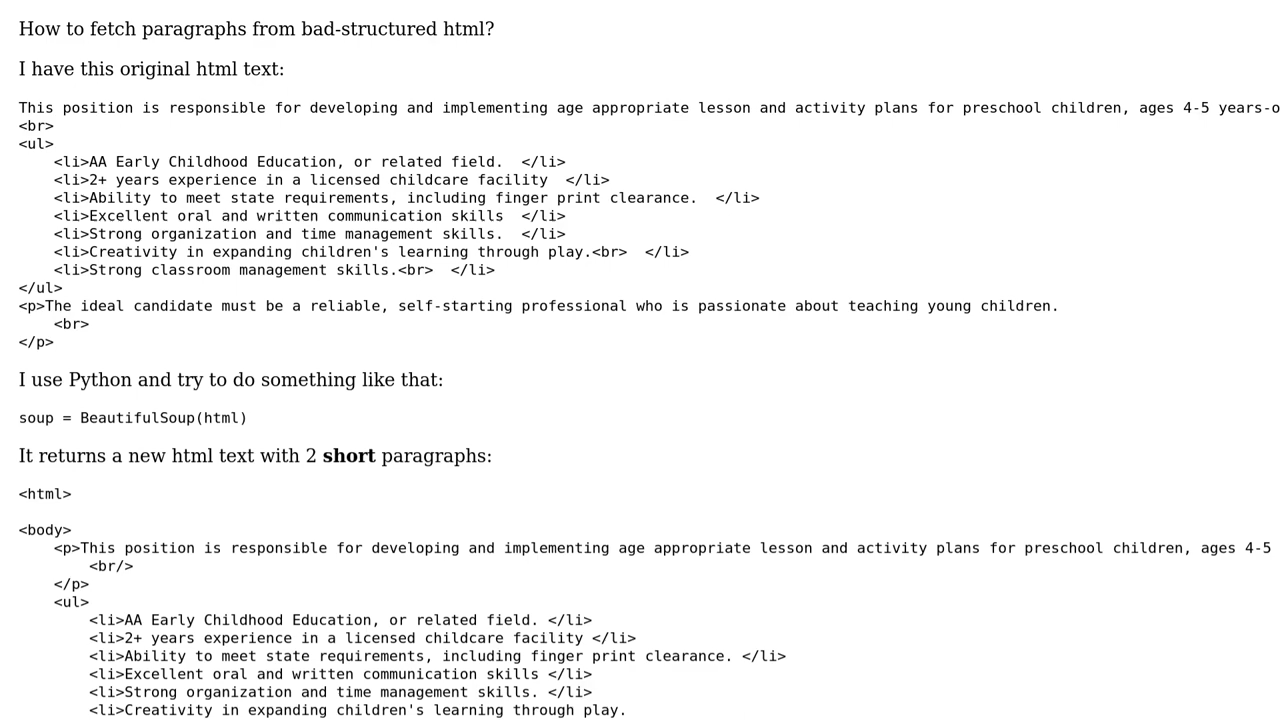 How to fetch paragraphs from bad-structured html?
I have this original html text:
This position is responsible for developing and implementing age appropriate lesson and activity plans for preschool children, ages 4-5 years-o
<br>
<ul>
    <li>AA Early Childhood Education, or related field.  </li>
    <li>2+ years experience in a licensed childcare facility  </li>
    <li>Ability to meet state requirements, including finger print clearance.  </li>
    <li>Excellent oral and written communication skills  </li>
    <li>Strong organization and time management skills.  </li>
    <li>Creativity in expanding children's learning through play.<br>  </li>
    <li>Strong classroom management skills.<br>  </li>
</ul>
<p>The ideal candidate must be a reliable, self-starting professional who is passionate about teaching young children.
    <br>
</p>
I use Python and try to do something like that:
soup = BeautifulSoup(html)
It returns a new html text with 2 short paragraphs:
<html>
<body>
    <p>This position is responsible for developing and implementing age appropriate lesson and activity plans for preschool children, ages 4-5
        <br/>
    </p>
    <ul>
        <li>AA Early Childhood Education, or related field. </li>
        <li>2+ years experience in a licensed childcare facility </li>
        <li>Ability to meet state requirements, including finger print clearance. </li>
        <li>Excellent oral and written communication skills </li>
        <li>Strong organization and time management skills. </li>
        <li>Creativity in expanding children's learning through play.